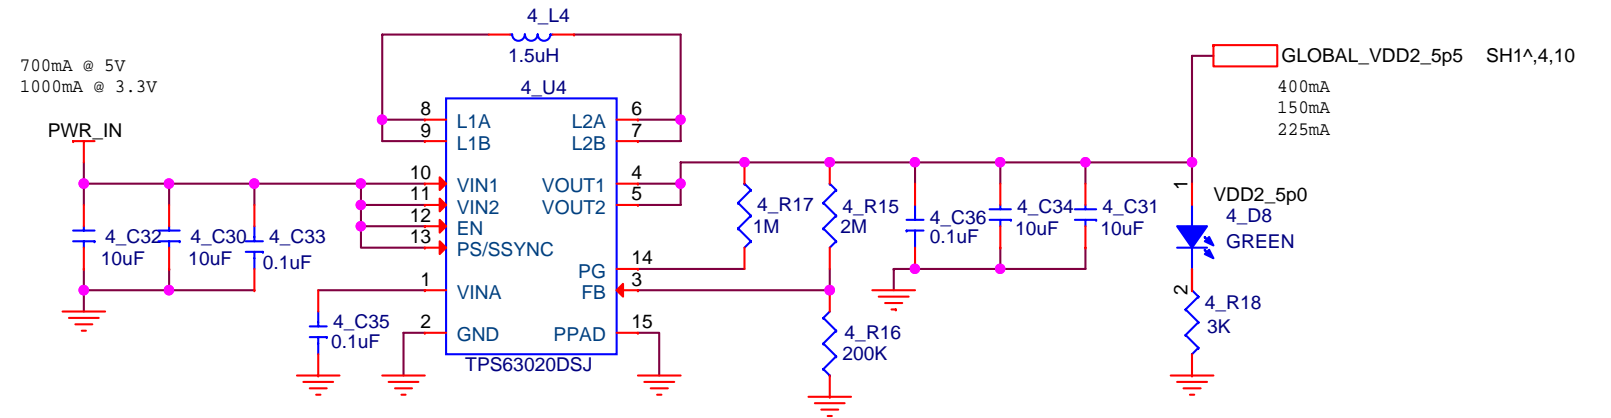 4_L4
1.5uH
700mA @ 5V
1000mA @ 3.3V
PWR_IN
4_U4
8 L1A L2A 6
9 L1B L2B 7
10 VIN1 VOUT1 4
11 VIN2 VOUT2 5
12 EN
13 PS/SSYNC
PG 14
1 VINA FB 3
2 GND PPAD 15
TPS63020DSJ
4_C32
10uF
4_C30
10uF
4_C33
0.1uF
4_C35
0.1uF
4_R17
1M
4_R15
2M
4_R16
200K
4_C36
0.1uF
4_C34
10uF
4_C31
10uF
GLOBAL_VDD2_5p5 SH1^,4,10
400mA
150mA
225mA
1
VDD2_5p0
4_D8
GREEN
2
4_R18
3K